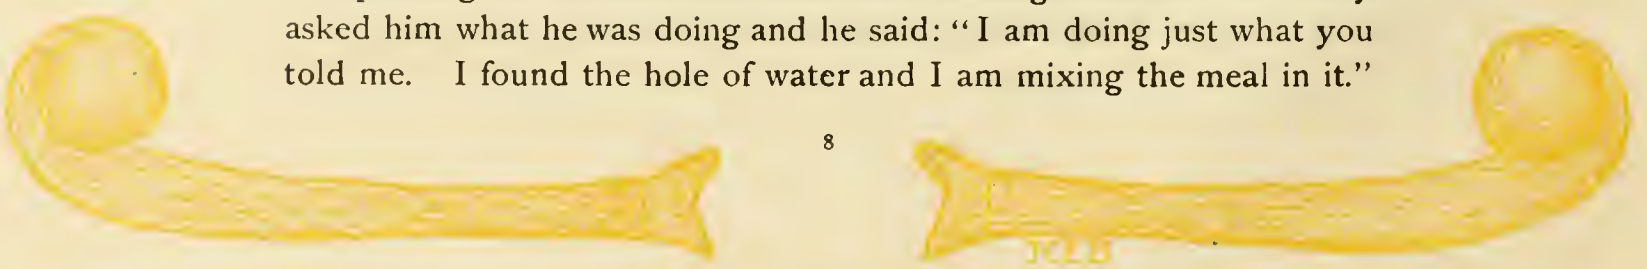 asked him what he was doing and he said: “I am doing just what you
told me. I found the hole of water and I am mixing the meal in it.”
8